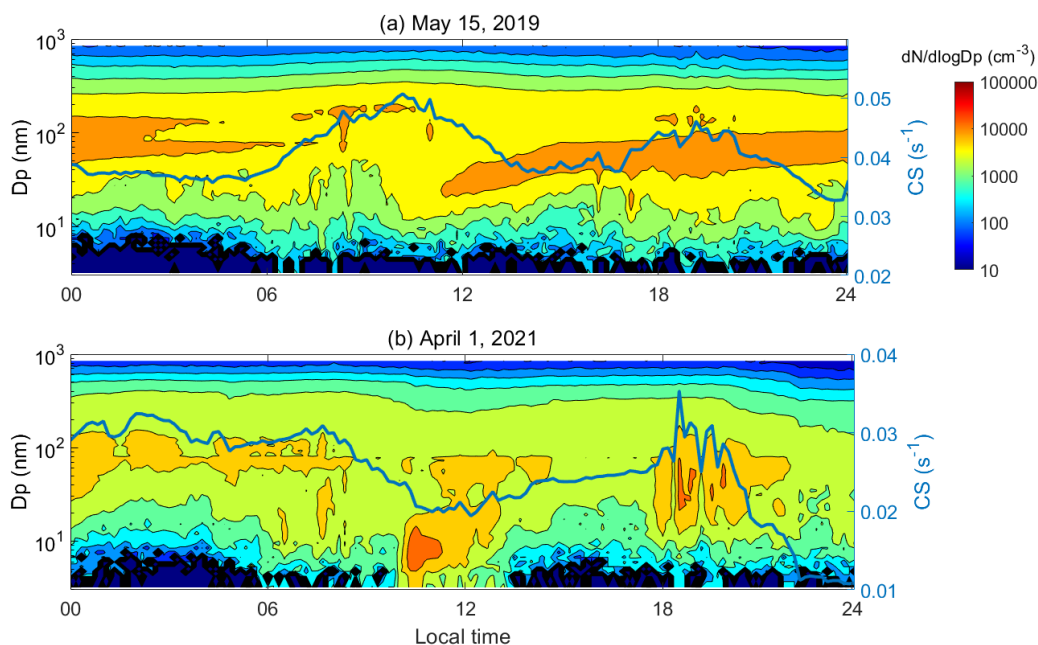 (a) May 15, 2019
10³
10²
10¹
Dp (nm)
0.05
0.04
0.03
0.02
CS (s⁻¹)
00 06 12 18 24
dN/dlogDp (cm⁻³)
100000
10000
1000
100
10
(b) April 1, 2021
10³
10²
10¹
Dp (nm)
0.04
0.03
0.02
0.01
CS (s⁻¹)
00 06 12 18 24
Local time